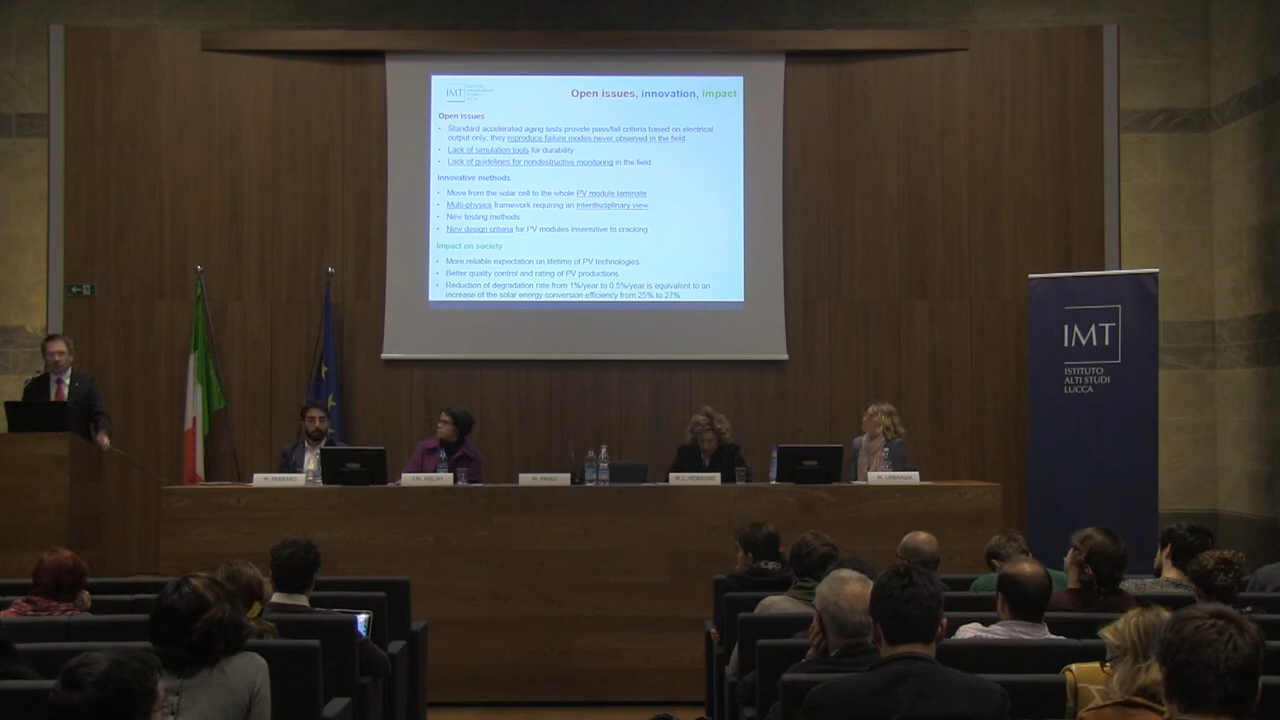 IMT
Open issues, innovation, impact
Open issues
• Standard accelerated aging tests provide pass/fail criteria based on electrical
output only: they reproduce failure modes never observed in the field
• Lack of simulation tools for durability
• Lack of guidelines for nondestructive monitoring in the field
Innovative methods
• Move from the solar cell to the whole PV module laminate
• Multi-physics framework requiring an interdisciplinary view
• New testing methods
• New design criteria for PV modules insensitive to cracking
Impact on society
• More reliable expectation on lifetime of PV technologies
• Better quality control and rating of PV productions
• Reduction of degradation rate from 1%/year to 0.5%/year is equivalent to an
increase of the solar energy conversion efficiency from 25% to 27%
IMT
ISTITUTO
ALTI STUDI
LUCCA
M. PAGGI